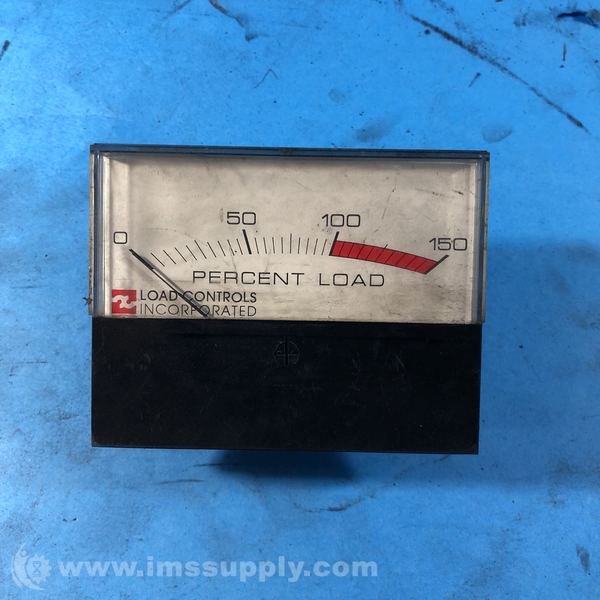 0 50 100 150
PERCENT LOAD
LOAD CONTROLS
INCORPORATED
www.imssupply.com